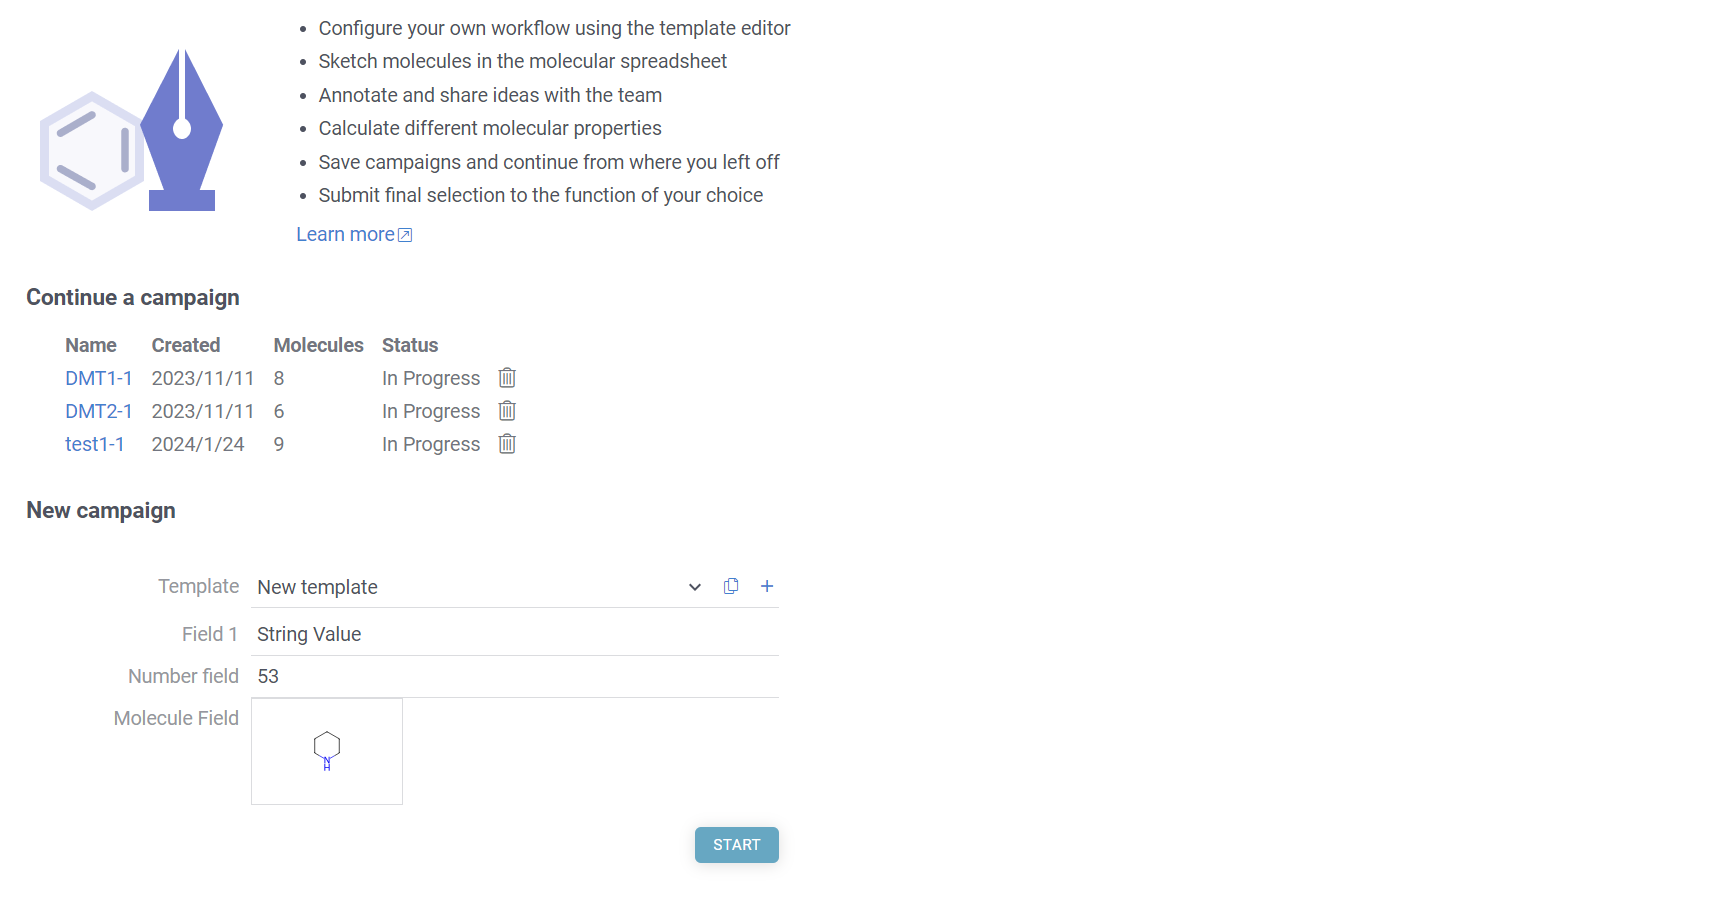 Configure your own workflow using the template editor
Sketch molecules in the molecular spreadsheet
Annotate and share ideas with the team
Calculate different molecular properties
Save campaigns and continue from where you left off
Submit final selection to the function of your choice
Learn more
Continue a campaign
Name Created Molecules Status
DMT1-1 2023/11/11 8 In Progress
DMT2-1 2023/11/11 6 In Progress
test1-1 2024/1/24 9 In Progress
New campaign
Template New template
Field 1 String Value
Number field 53
Molecule Field
N
H
START